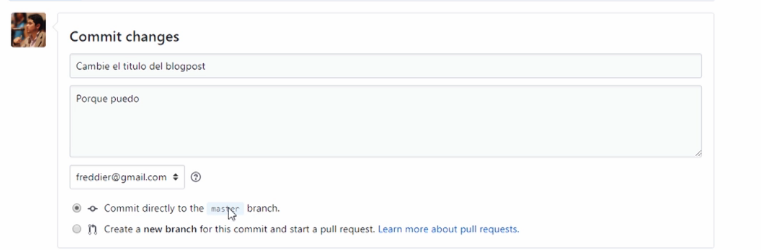 Commit changes
Cambie el titulo del blogpost
Porque puedo
freddier@gmail.com
Commit directly to the master branch.
Create a new branch for this commit and start a pull request. Learn more about pull requests.